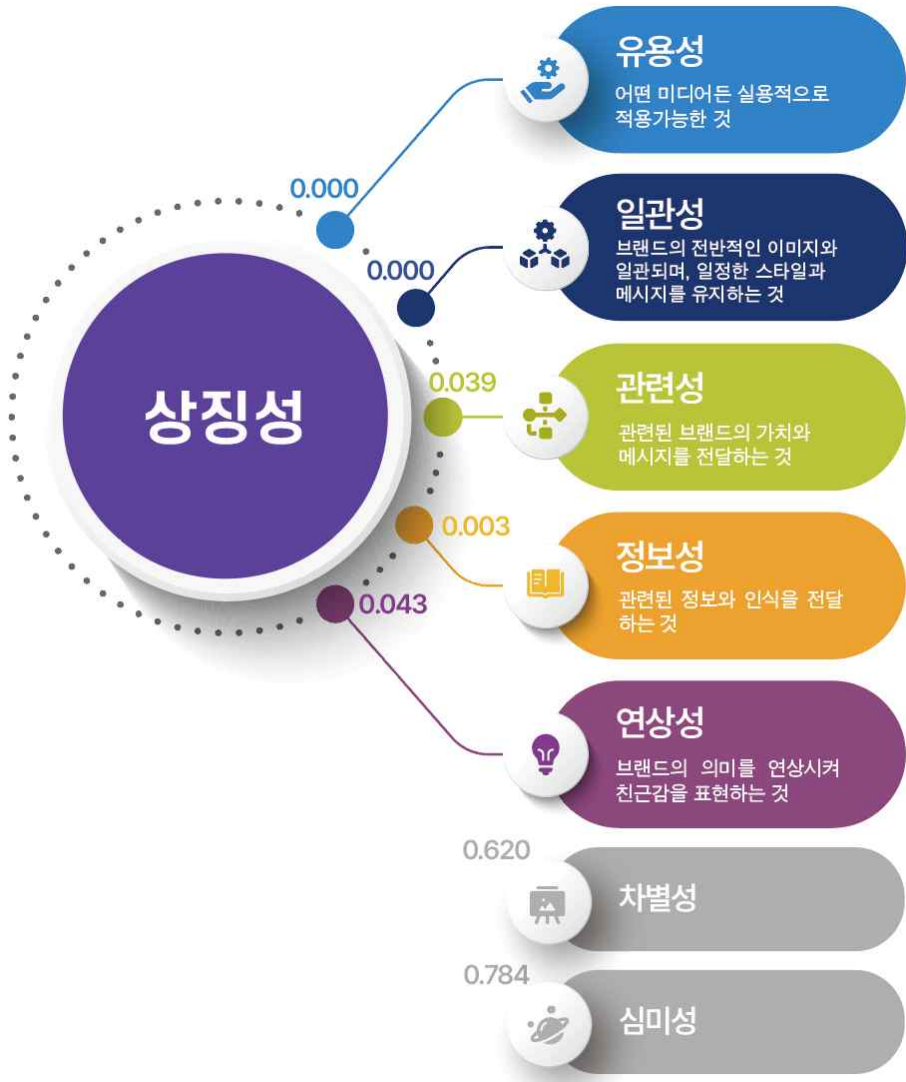 유용성
어떤 미디어든 실용적으로
적용가능한 것
0.000
일관성
브랜드의 전반적인 이미지와
일관되며, 일정한 스타일과
메시지를 유지하는 것
0.000
관련성
관련된 브랜드의 가치와
메시지를 전달하는 것
0.039
상징성
정보성
관련된 정보와 인식을 전달
하는 것
0.003
연상성
브랜드의 의미를 연상시켜
친근감을 표현하는 것
0.043
0.620
차별성
0.784
심미성